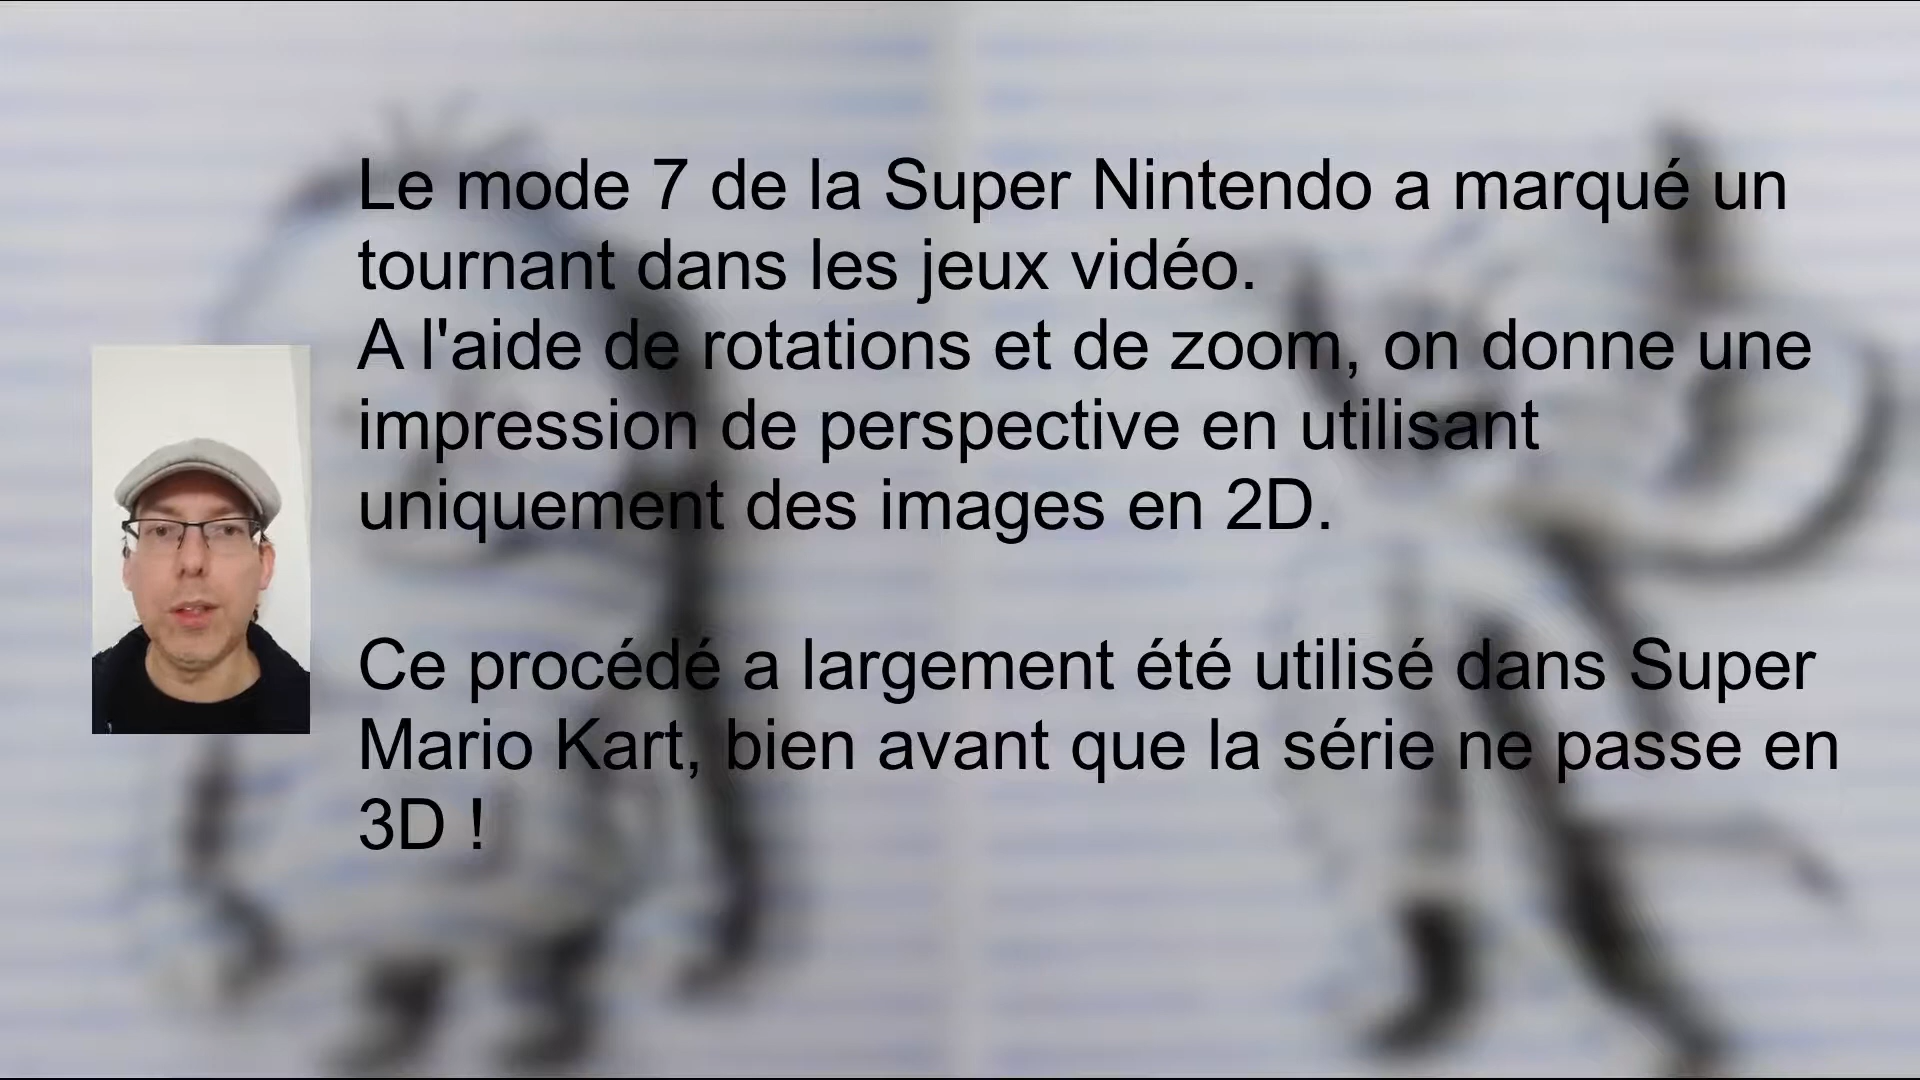 Le mode 7 de la Super Nintendo a marqué un
tournant dans les jeux vidéo.
A l'aide de rotations et de zoom, on donne une
impression de perspective en utilisant
uniquement des images en 2D.
Ce procédé a largement été utilisé dans Super
Mario Kart, bien avant que la série ne passe en
3D !